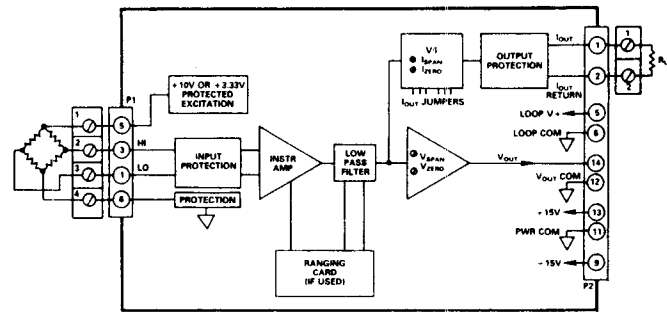 P1
+10V OR +3.33V
PROTECTED
EXCITATION
1
2
3
4
5
3
1
6
HI
LO
INPUT
PROTECTION
PROTECTION
INSTR
AMP
LOW
PASS
FILTER
RANGING
CARD
(IF USED)
V/I
ISPAN
IZERO
IOUT JUMPERS
OUTPUT
PROTECTION
VSPAN
VZERO
IOUT
IOUT
RETURN
LOOP V+
LOOP COM
VOUT
VOUT COM
+15V
PWR COM
-15V
1
2
5
6
14
12
13
11
9
P2
1
2
RL